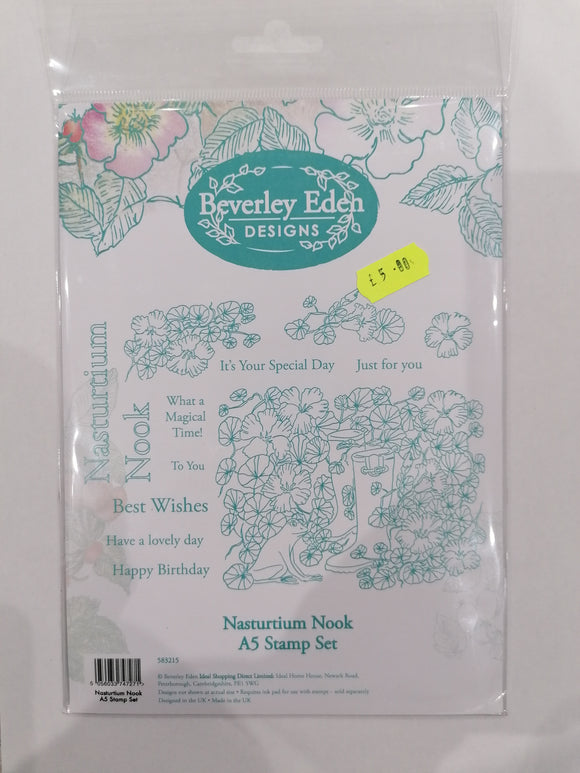 Beverley Eden
DESIGNS
£5.00
It's Your Special Day
Just for you
Nasturtium
Nook
What a
Magical
Time!
To You
Best Wishes
Have a lovely day
Happy Birthday
Nasturtium Nook
A5 Stamp Set
583215
5 056033 747271 >
Nasturtium Nook
A5 Stamp Set
© Beverley Eden Ideal Shopping Direct Limited: Ideal Home House, Newark Road,
Peterborough, Cambridgeshire, PE1 5WG
Designs not shown at actual size • Requires ink pad for use with stamps - sold separately
Designed in the UK • Made in the UK